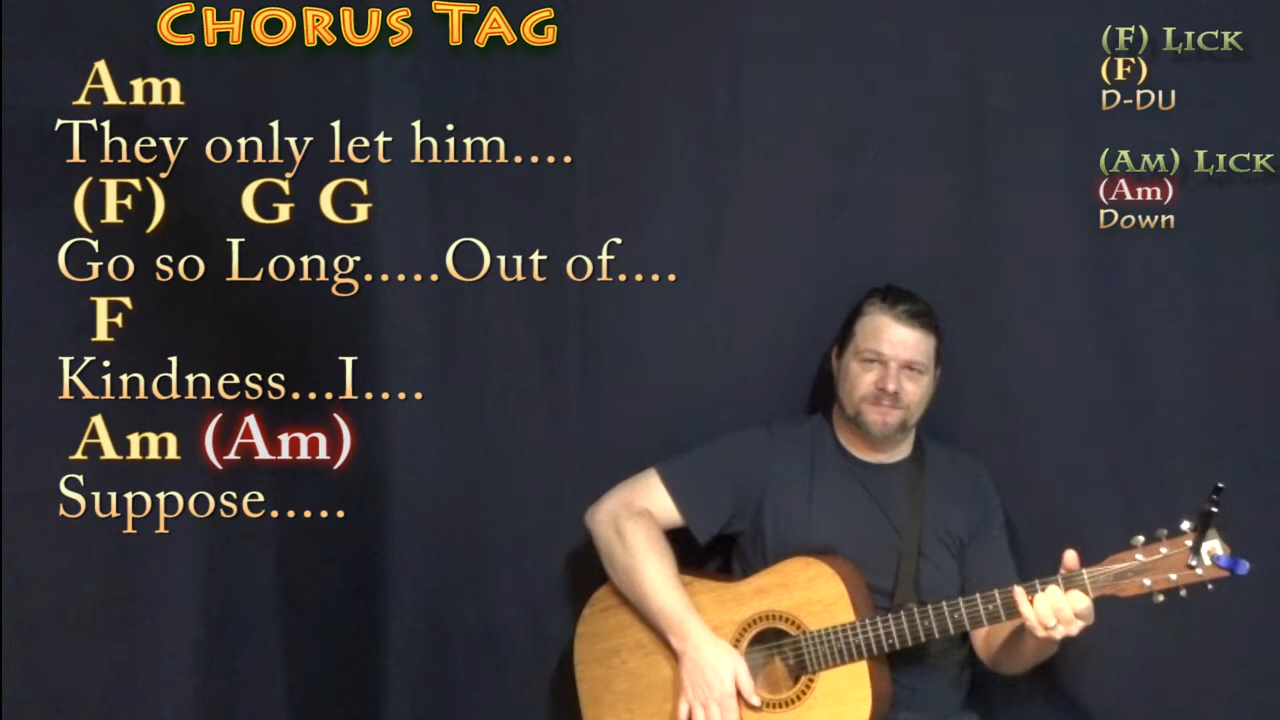 Chorus Tag
Am
They only let him....
(F) G G
Go so Long.....Out of....
F
Kindness...I....
Am (Am)
Suppose.....
(F) Lick
(F)
D-DU
(Am) Lick
(Am)
Down